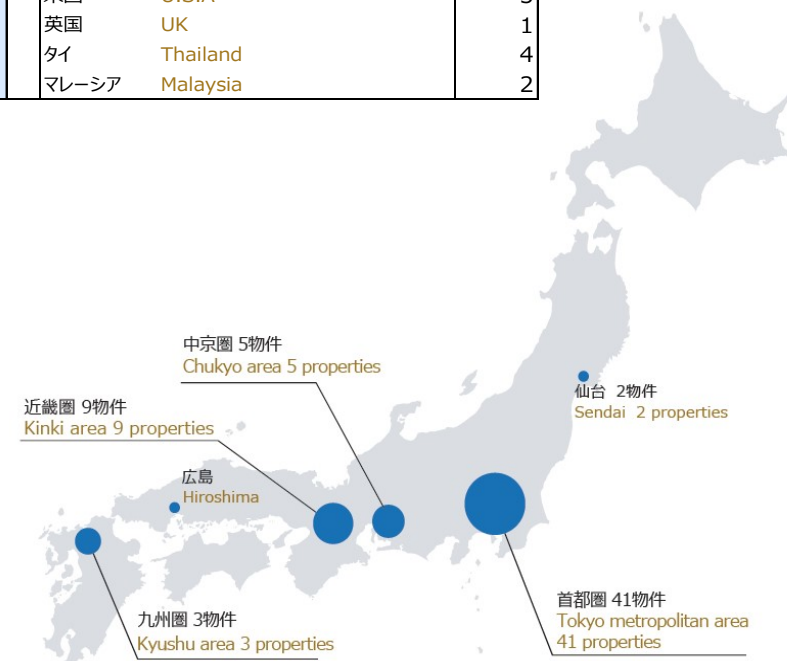 U.S.A
英国 UK 1
タイ Thailand 4
マレーシア Malaysia 2
中京圏 5物件
Chukyo area 5 properties
仙台 2物件
Sendai 2 properties
近畿圏 9物件
Kinki area 9 properties
広島
Hiroshima
首都圏 41物件
Tokyo metropolitan area
41 properties
九州圏 3物件
Kyushu area 3 properties